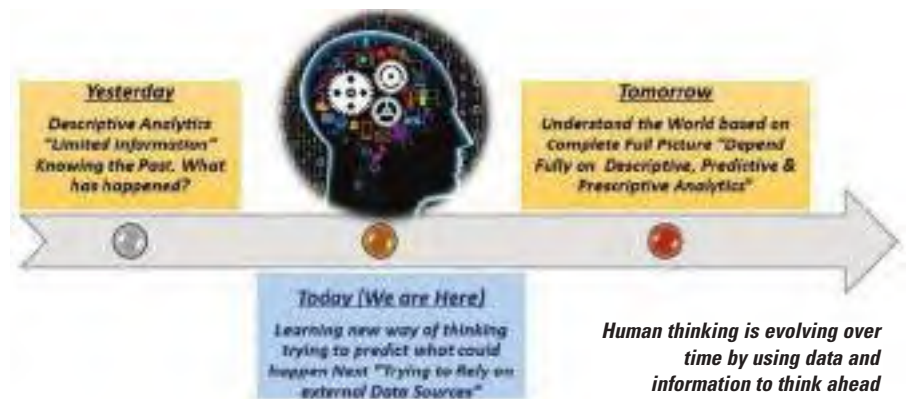 Yesterday
Descriptive Analytics
"Limited Information"
Knowing the Past. What
has happened?
Tomorrow
Understand the World based on
Complete Full Picture "Depend
Fully on Descriptive, Predictive &
Prescriptive Analytics"
Today (We are Here)
Learning new way of thinking
trying to predict what could
happen Next "Trying to Rely on
external Data Sources"
Human thinking is evolving over
time by using data and
information to think ahead